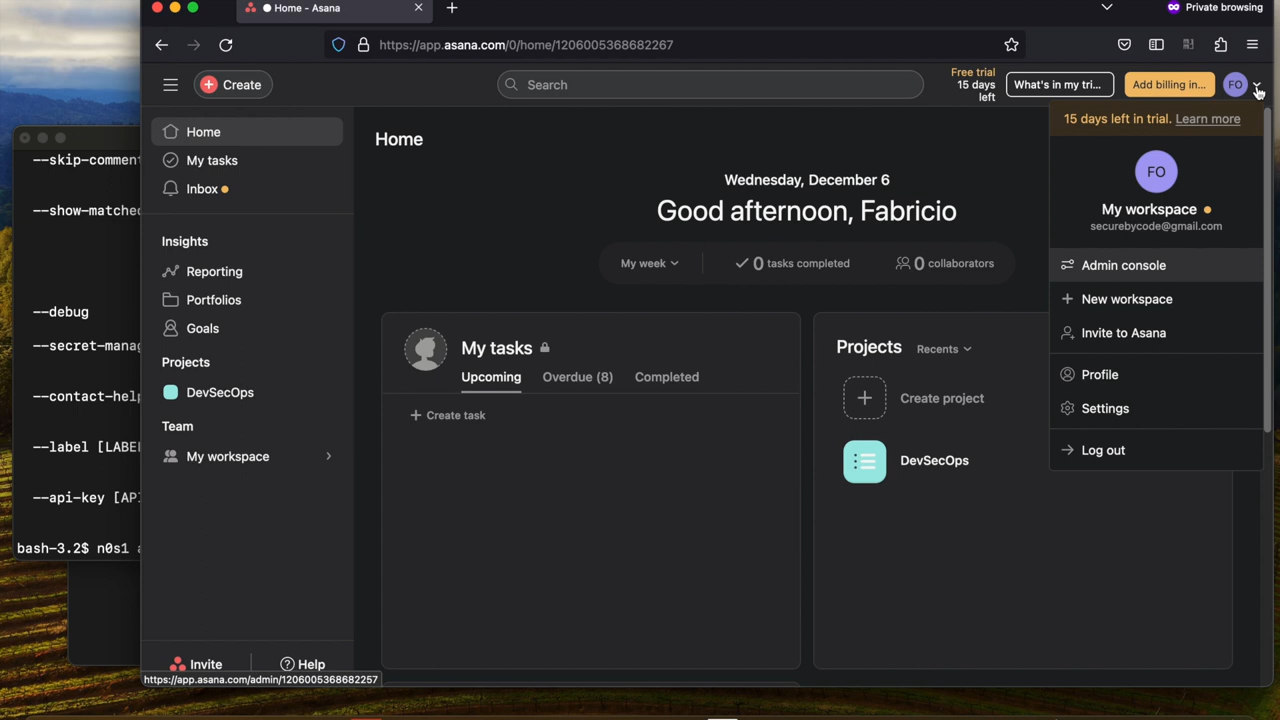 Home - Asana
Private browsing
https://app.asana.com/0/home/1206005368682267
Create
Search
Free trial
15 days
left
What's in my tri...
Add billing in...
FO
Home
My tasks
Inbox
Insights
Reporting
Portfolios
Goals
Projects
DevSecOps
Team
My workspace
Invite
Help
https://app.asana.com/admin/1206005368682257
Home
Wednesday, December 6
Good afternoon, Fabricio
My week
0 tasks completed
0 collaborators
My tasks
Upcoming
Overdue (8)
Completed
Create task
Projects
Recents
Create project
DevSecOps
15 days left in trial. Learn more
FO
My workspace
securebycode@gmail.com
Admin console
New workspace
Invite to Asana
Profile
Settings
Log out
--skip-comment
--show-matched
--debug
--secret-manag
--contact-help
--label [LABE
--api-key [AP
bash-3.2$ n0s1 a